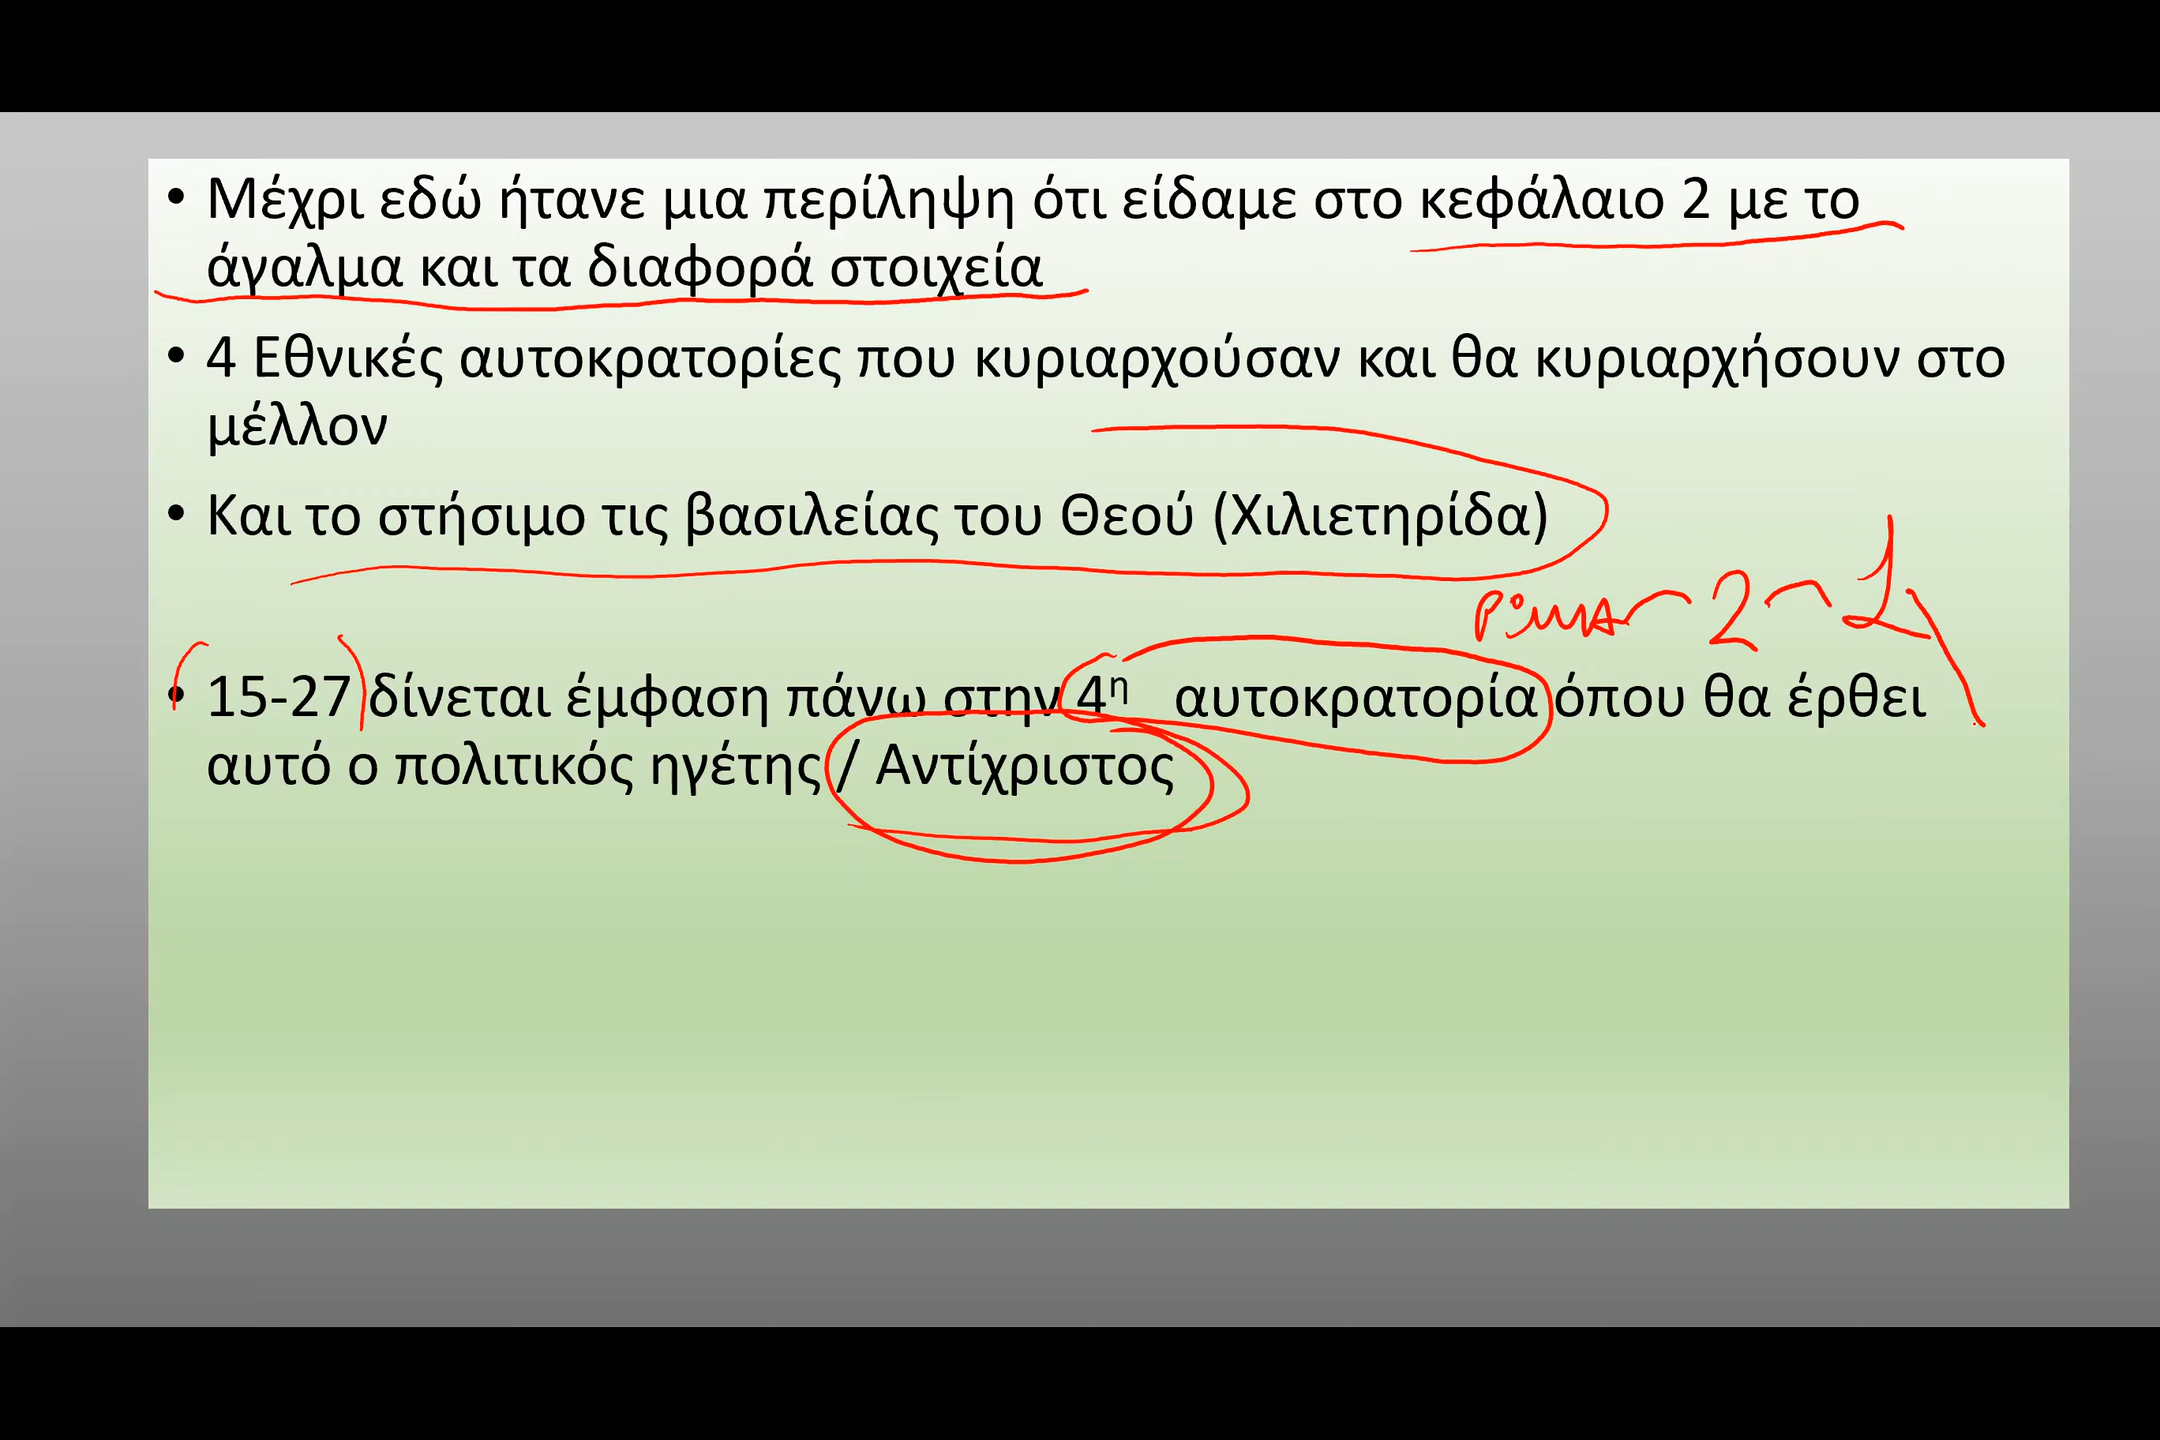 • Μέχρι εδώ ήτανε μια περίληψη ότι είδαμε στο κεφάλαιο 2 με το
άγαλμα και τα διαφορά στοιχεία
• 4 Εθνικές αυτοκρατορίες που κυριαρχούσαν και θα κυριαρχήσουν στο
μέλλον
• Και το στήσιμο τις βασιλείας του Θεού (Χιλιετηρίδα)
2 1
• 15-27 δίνεται έμφαση πάνω στην 4η αυτοκρατορία όπου θα έρθει
αυτό ο πολιτικός ηγέτης / Αντίχριστος